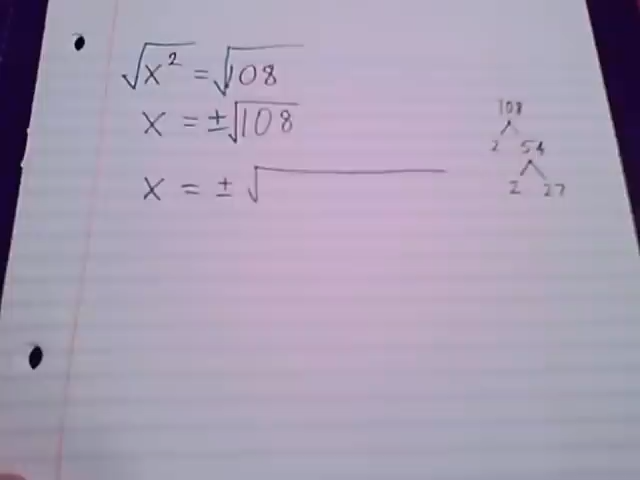 √x² = √108
x = ±√108
x = ±√
108
2 54
2 27